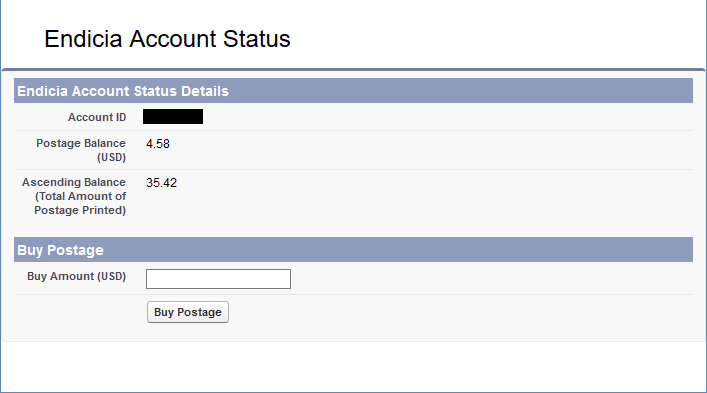 Endicia Account Status
Endicia Account Status Details
Account ID
Postage Balance 4.58
(USD)
Ascending Balance 35.42
(Total Amount of
Postage Printed)
Buy Postage
Buy Amount (USD)
Buy Postage